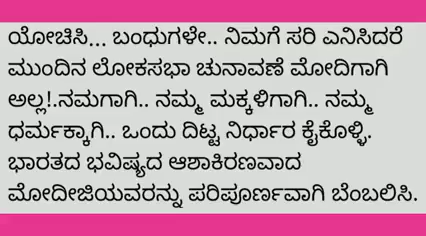 ಯೋಚಿಸಿ... ಬಂಧುಗಳೇ.. ನಿಮಗೆ ಸರಿ ಎನಿಸಿದರೆ
ಮುಂದಿನ ಲೋಕಸಭಾ ಚುನಾವಣೆ ಮೋದಿಗಾಗಿ
ಅಲ್ಲ!.ನಮಗಾಗಿ.. ನಮ್ಮ ಮಕ್ಕಳಿಗಾಗಿ.. ನಮ್ಮ
ಧರ್ಮಕ್ಕಾಗಿ.. ಒಂದು ದಿಟ್ಟ ನಿರ್ಧಾರ ಕೈಕೊಳ್ಳಿ.
ಭಾರತದ ಭವಿಷ್ಯದ ಆಶಾಕಿರಣವಾದ
ಮೋದೀಜಿಯವರನ್ನು ಪರಿಪೂರ್ಣವಾಗಿ ಬೆಂಬಲಿಸಿ.